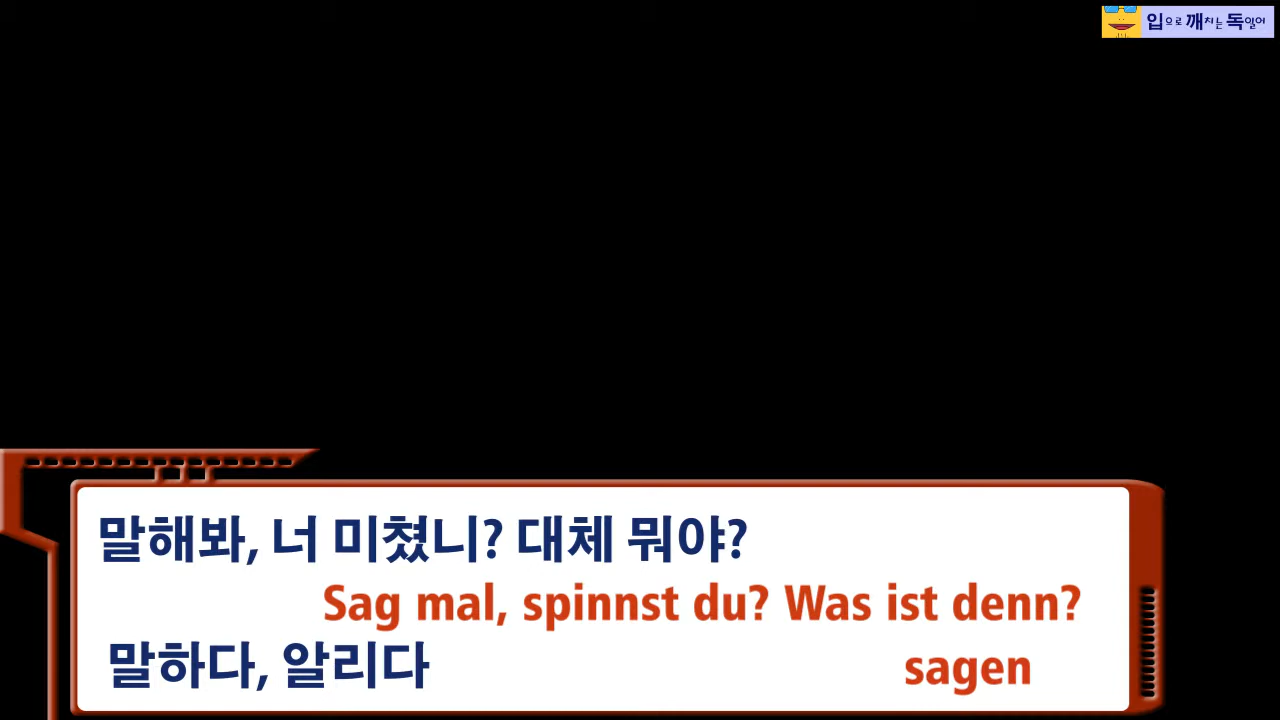 입으로 깨치는 독일어
말해봐, 너 미쳤니? 대체 뭐야?
Sag mal, spinnst du? Was ist denn?
말하다, 알리다 sagen